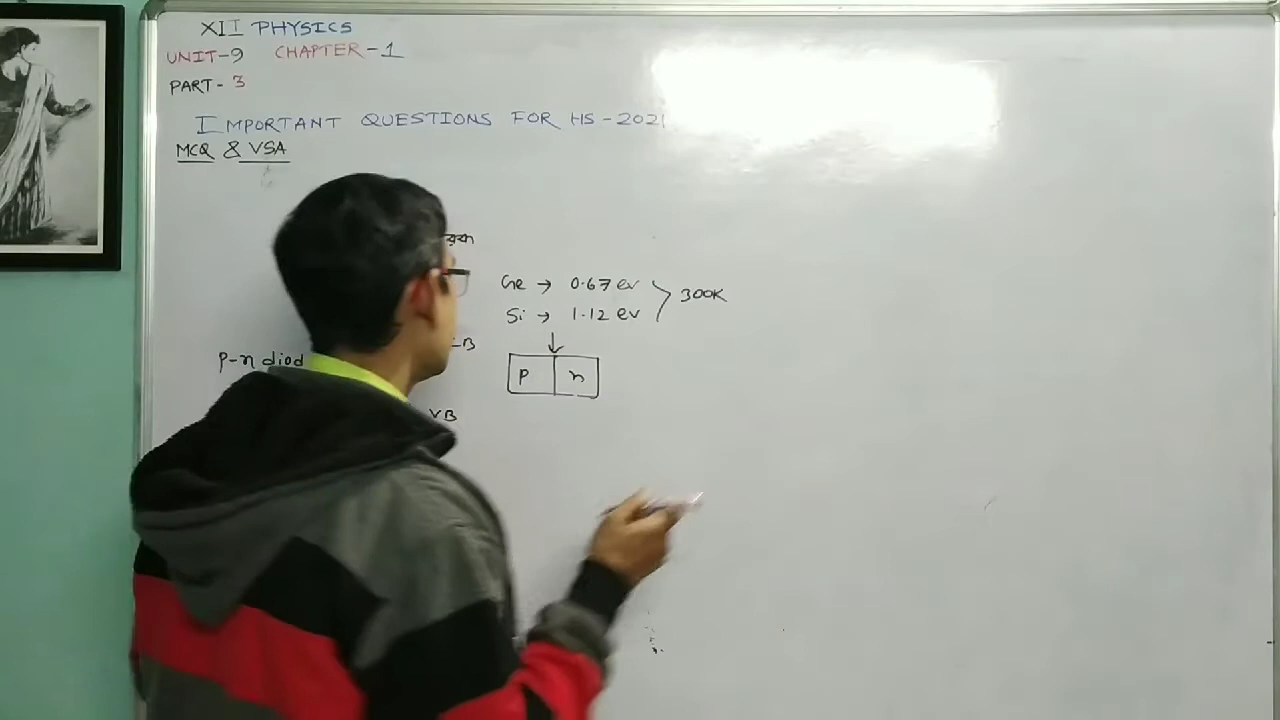 XII PHYSICS
UNIT-9 CHAPTER-1
PART-3
IMPORTANT QUESTIONS FOR HS-2021
MCQ & VSA
Ge → 0.67 ev
Si → 1.12 ev
300K
P-n diod
-B
P n
VB